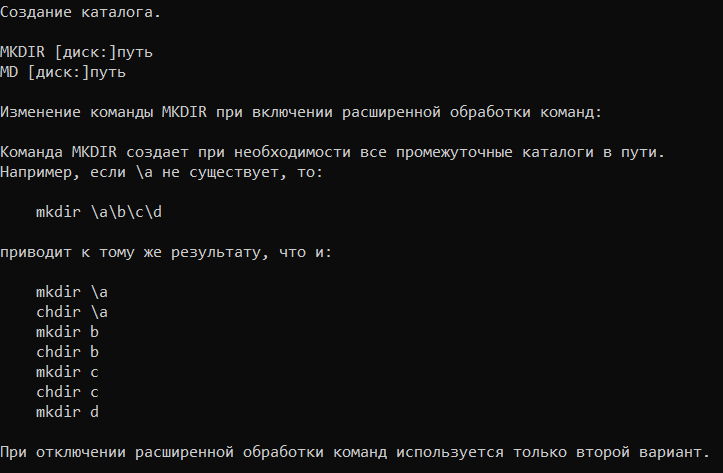 Создание каталога.
MKDIR [диск:]путь
MD [диск:]путь
Изменение команды MKDIR при включении расширенной обработки команд:
Команда MKDIR создает при необходимости все промежуточные каталоги в пути.
Например, если \a не существует, то:
mkdir \a\b\c\d
приводит к тому же результату, что и:
mkdir \a
chdir \a
mkdir b
chdir b
mkdir c
chdir c
mkdir d
При отключении расширенной обработки команд используется только второй вариант.